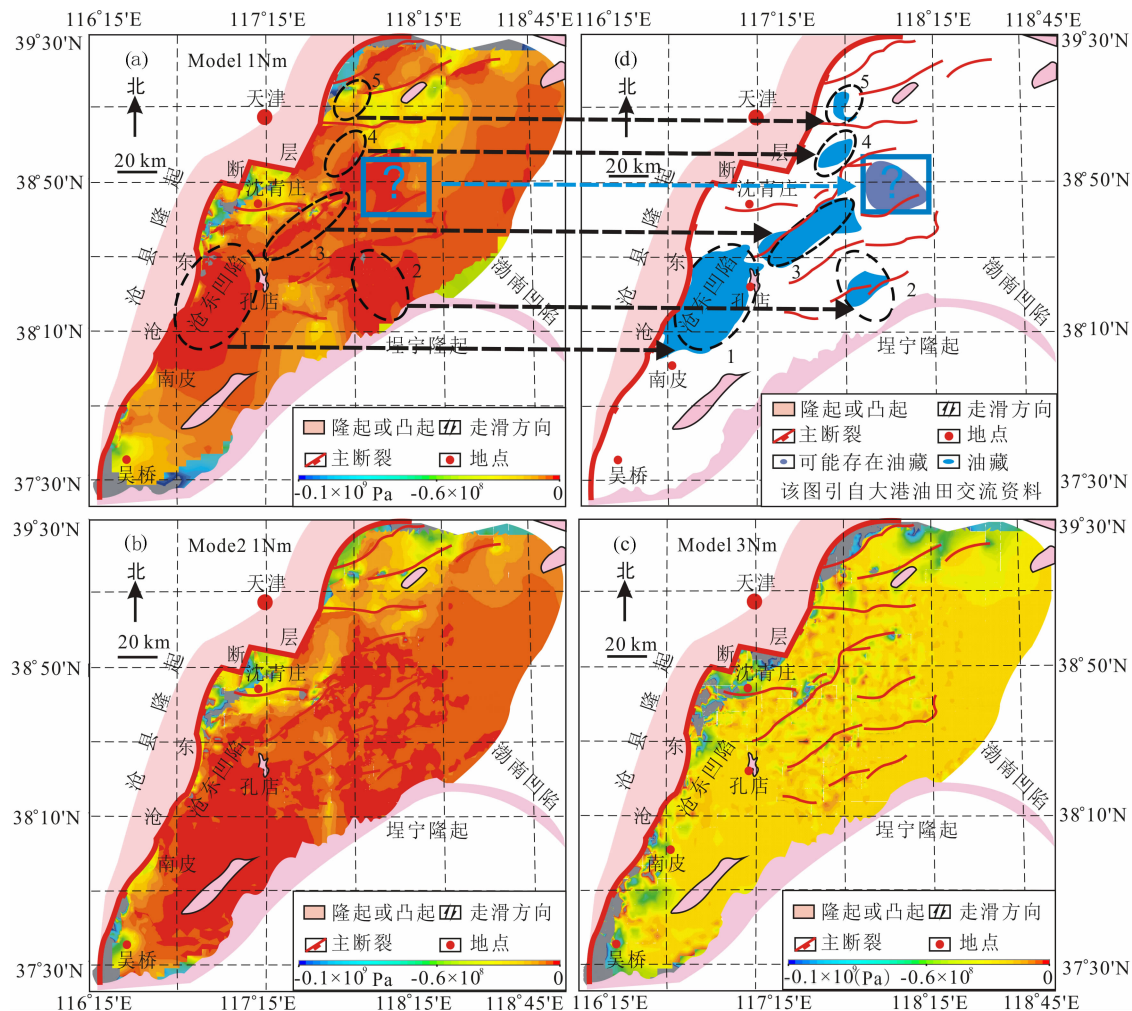 116°15′E
117°15′E
118°15′E
118°45′E
116°15′E
117°15′E
118°15′E
118°45′E
39°30′N
(a)
Model 1Nm
北
天津
20 km
断
层
38°50′N
沈青庄
起
隆
县
沧
东
沧
沧东凹陷
孔店
38°10′N
南皮
吴桥
37°30′N
埕宁隆起
渤南凹陷
1
2
3
4
5
?
隆起或凸起
走滑方向
主断裂
地点
-0.1×10⁹ Pa
-0.6×10⁸
0
39°30′N
(d)
北
天津
20 km
断
层
38°50′N
沈青庄
起
隆
县
沧
东
沧
沧东凹陷
孔店
38°10′N
南皮
吴桥
37°30′N
埕宁隆起
渤南凹陷
1
2
3
4
5
?
隆起或凸起
走滑方向
主断裂
地点
可能存在油藏
油藏
该图引自大港油田交流资料
39°30′N
(b)
Mode2 1Nm
北
天津
20 km
断
层
38°50′N
沈青庄
起
隆
县
沧
东
沧
沧东凹陷
孔店
38°10′N
南皮
吴桥
37°30′N
埕宁隆起
渤南凹陷
隆起或凸起
走滑方向
主断裂
地点
-0.1×10⁹ Pa
-0.6×10⁸
0
39°30′N
(c)
Model 3Nm
北
天津
20 km
断
层
38°50′N
沈青庄
起
隆
县
沧
东
沧
沧东凹陷
孔店
38°10′N
南皮
吴桥
37°30′N
埕宁隆起
渤南凹陷
隆起或凸起
走滑方向
主断裂
地点
-0.1×10⁹(Pa)
-0.6×10⁸
0
116°15′E
117°15′E
118°15′E
118°45′E
116°15′E
117°15′E
118°15′E
118°45′E